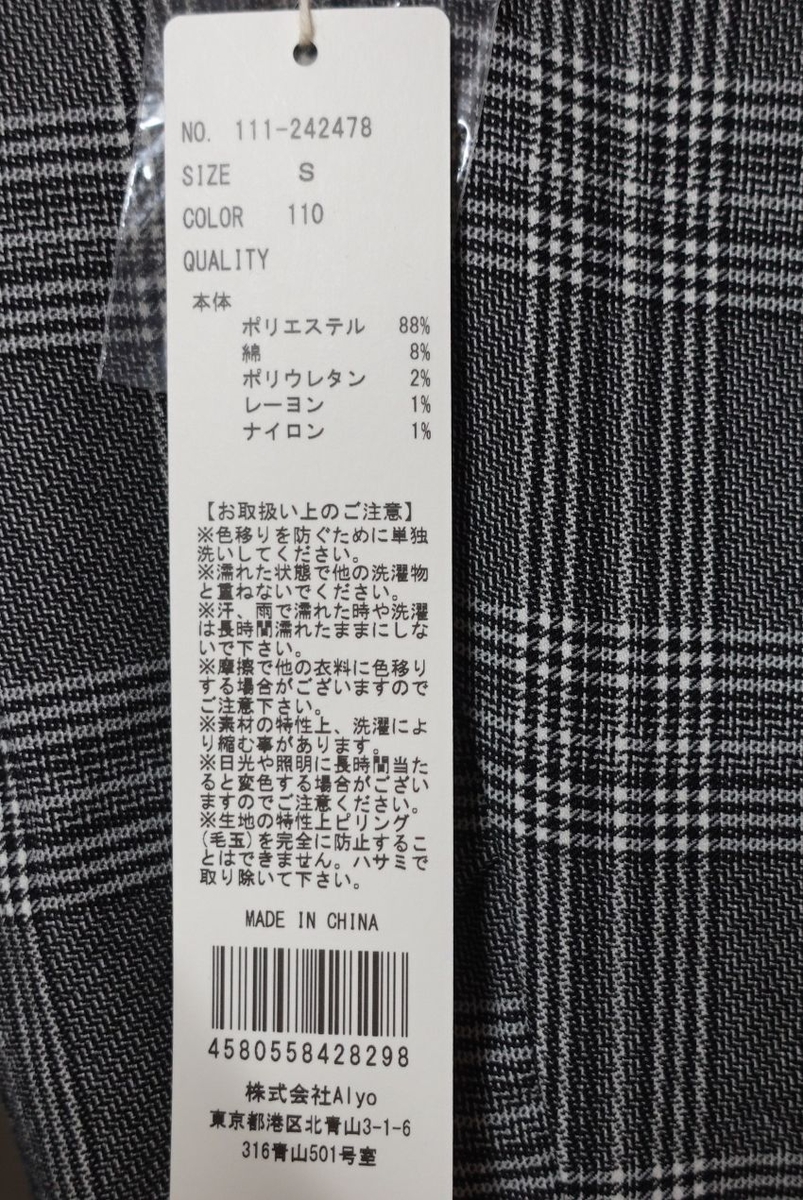 NO. 111-242478
SIZE S
COLOR 110
QUALITY
本体
ポリエステル 88%
綿 8%
ポリウレタン 2%
レーヨン 1%
ナイロン 1%
【お取扱い上のご注意】
※色移りを防ぐために単独
洗いしてください。
※濡れた状態で他の洗濯物
と重ねないでください。
※汗、雨で濡れた時や洗濯
は長時間濡れたままにしな
いで下さい。
※摩擦で他の衣料に色移り
する場合がございますので
ご注意下さい。
※素材の特性上、洗濯によ
り縮む事があります。
※日光や照明に長時間当た
ると変色する場合がござい
ますのでご注意ください。
※生地の特性上ピリング
(毛玉)を完全に防止するこ
とはできません。ハサミで
取り除いて下さい。
MADE IN CHINA
4580558428298
株式会社Alyo
東京都港区北青山3-1-6
316青山501号室